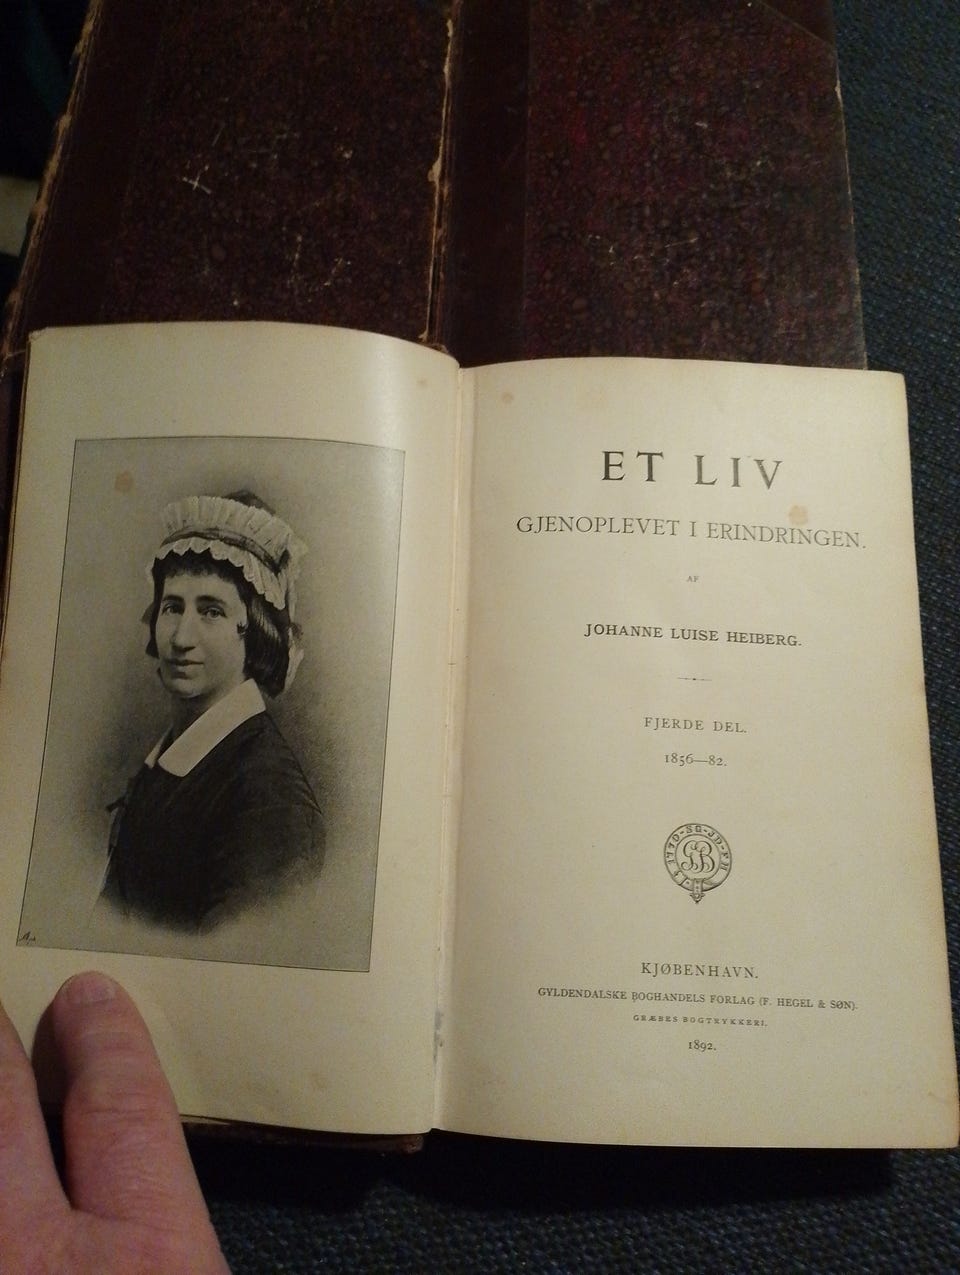 ET LIV
GJENOPLEVET I ERINDRINGEN.
AF
JOHANNE LUISE HEIBERG.
FJERDE DEL.
1856—82.
GB
KJØBENHAVN.
GYLDENDALSKE BOGHANDELS FORLAG (F. HEGEL & SØN).
GRÆBES BOGTRYKKERI.
1892.